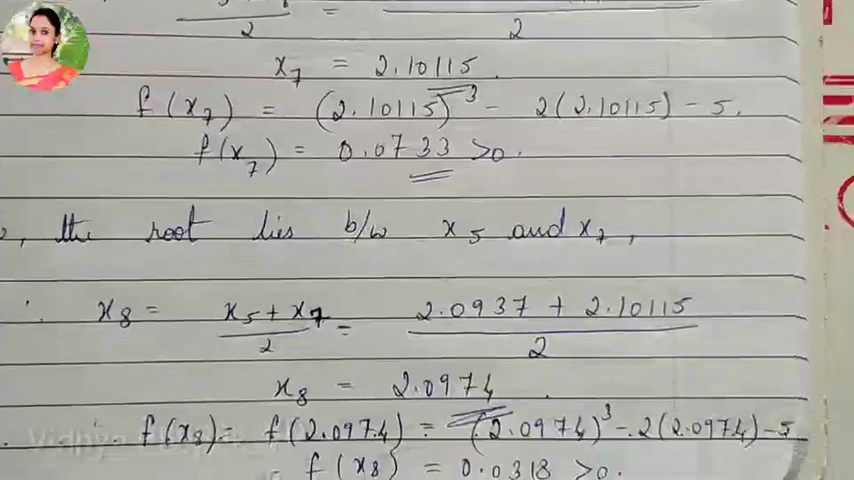 2 = 2
x₇ = 2.10115
f(x₇) = (2.10115)³ - 2(2.10115) - 5.
f(x₇) = 0.0733 >0.
, the root lies b/w x₅ and x₇,
∴ x₈ = x₅ + x₇ / 2 = 2.0937 + 2.10115 / 2
x₈ = 2.0974
f(x₈) = f(2.0974) = (2.0974)³ - 2(2.0974) - 5
f(x₈) = 0.0318 >0.